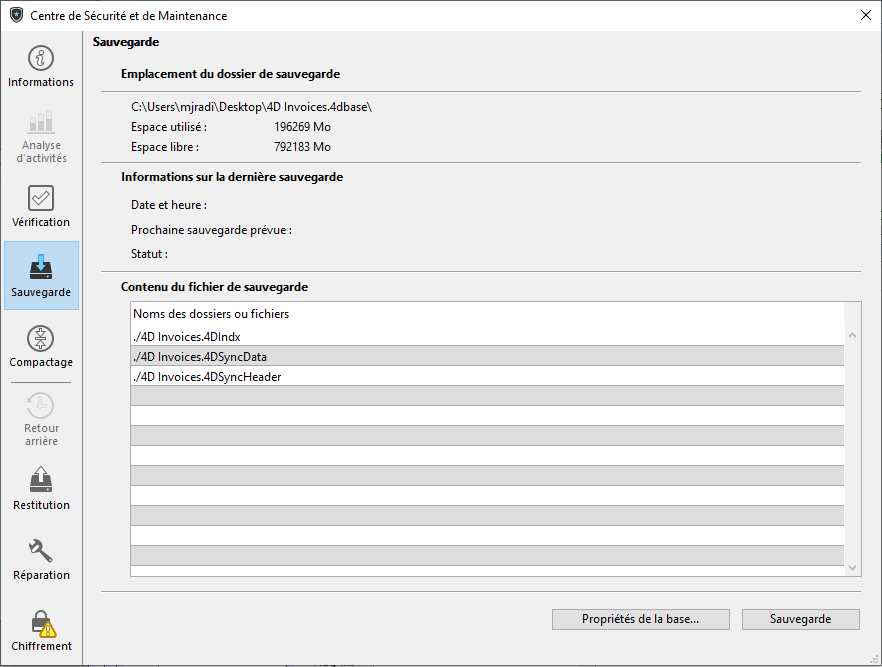 Centre de Sécurité et de Maintenance
Informations
Analyse
d'activités
Vérification
Sauvegarde
Compactage
Retour
arrière
Restitution
Réparation
Chiffrement
Sauvegarde
Emplacement du dossier de sauvegarde
C:\Users\mjradi\Desktop\4D Invoices.4dbase\
Espace utilisé : 196269 Mo
Espace libre : 792183 Mo
Informations sur la dernière sauvegarde
Date et heure :
Prochaine sauvegarde prévue :
Statut :
Contenu du fichier de sauvegarde
Noms des dossiers ou fichiers
./4D Invoices.4DIndx
./4D Invoices.4DSyncData
./4D Invoices.4DSyncHeader
Propriétés de la base...
Sauvegarde